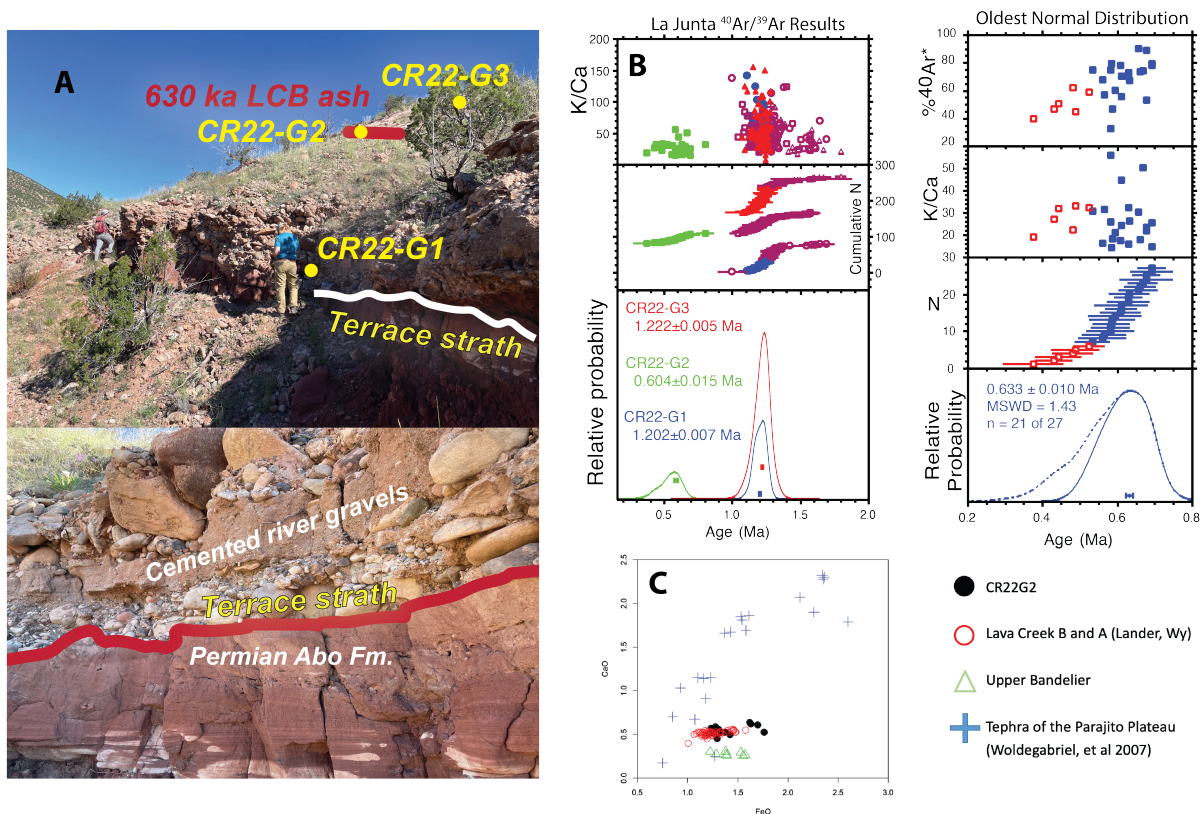 A
630 ka LCB ash
CR22-G3
CR22-G2
CR22-G1
Terrace strath
Cemented river gravels
Terrace strath
Permian Abo Fm.
La Junta ⁴⁰Ar/³⁹Ar Results
B
K/Ca
200
150
100
50
Cumulative N
300
200
100
0
Relative probability
CR22-G3
1.222±0.005 Ma
CR22-G2
0.604±0.015 Ma
CR22-G1
1.202±0.007 Ma
0.5 1.0 1.5 2.0
Age (Ma)
Oldest Normal Distribution
%40Ar*
100
80
60
40
20
K/Ca
50
40
30
20
30
N
20
10
0
Relative
Probability
0.633 ± 0.010 Ma
MSWD = 1.43
n = 21 of 27
0.2 0.4 0.6 0.8
Age (Ma)
C
CaO
2.5
2.0
1.5
1.0
0.5
0.0
0.5 1.0 1.5 2.0 2.5 3.0
FeO
CR22G2
Lava Creek B and A (Lander, Wy)
Upper Bandelier
Tephra of the Parajito Plateau
(Woldegabriel, et al 2007)